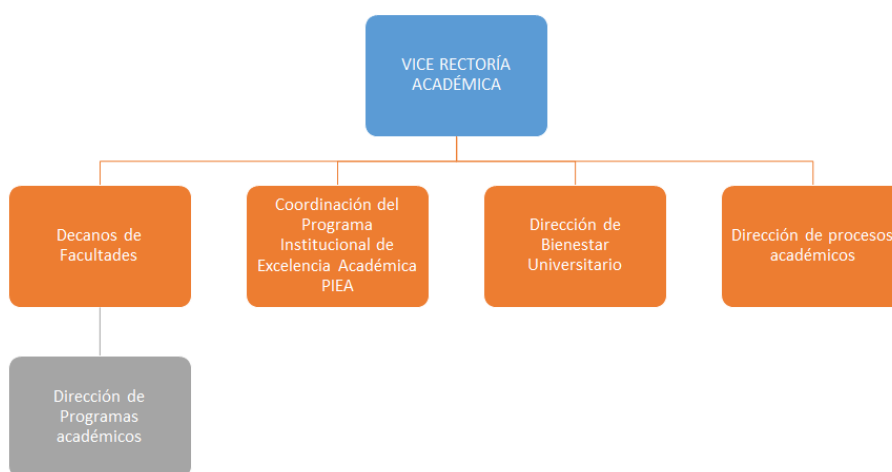 VICE RECTORÍA
ACADÉMICA
Decanos de
Facultades
Coordinación del
Programa
Institucional de
Excelencia Académica
PIEA
Dirección de
Bienestar
Universitario
Dirección de procesos
académicos
Dirección de
Programas
académicos